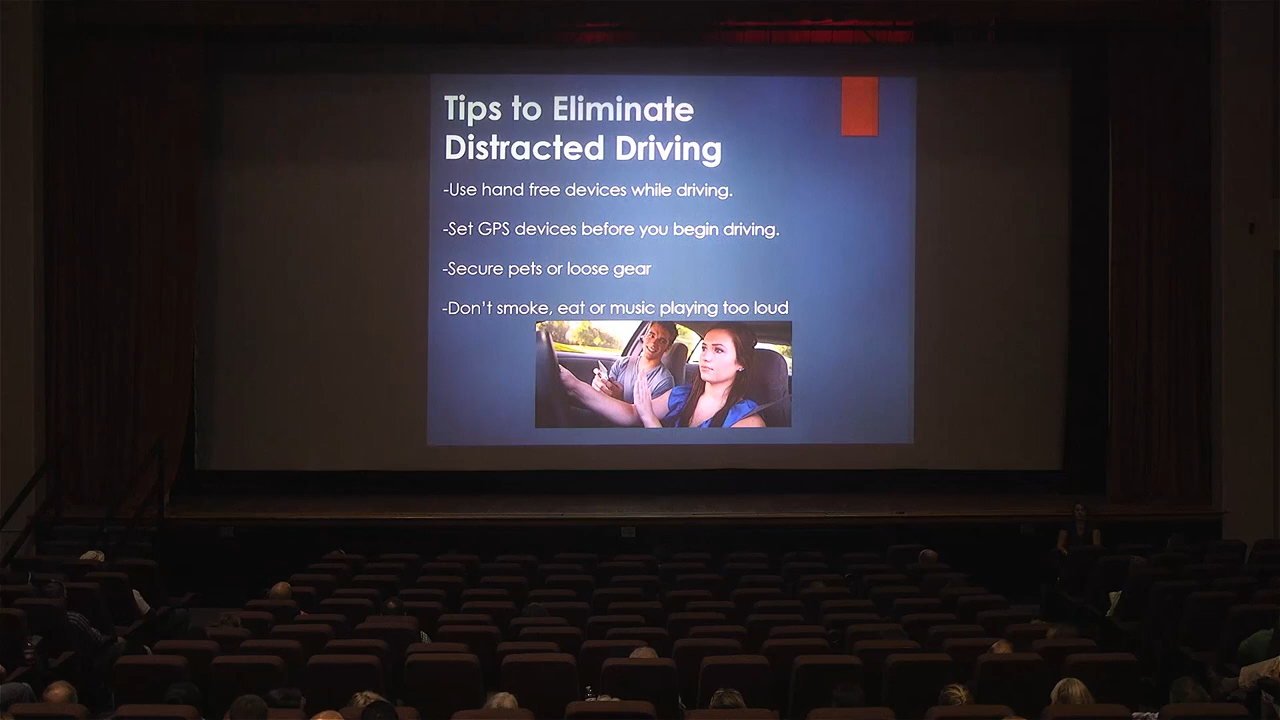 Tips to Eliminate
Distracted Driving
-Use hand free devices while driving.
-Set GPS devices before you begin driving.
-Secure pets or loose gear
-Don't smoke, eat or music playing too loud